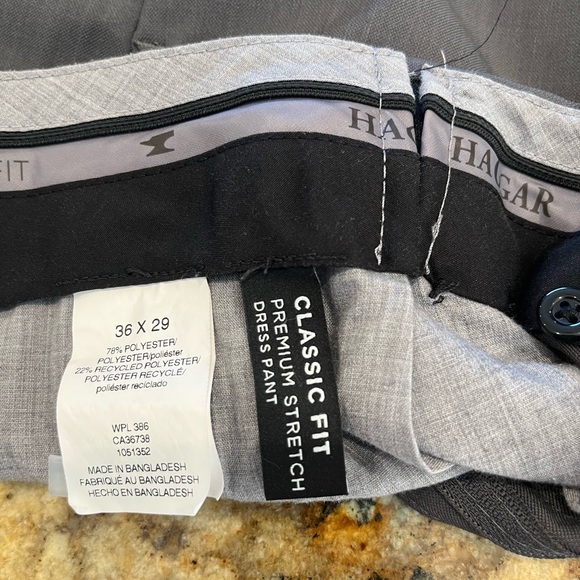 FIT
HAGGAR
HAGGAR
36 X 29
78% POLYESTER/
POLYESTER/poliéster
22% RECYCLED POLYESTER/
POLYESTER RECYCLÉ/
poliéster reciclado
WPL 386
CA36738
1051352
MADE IN BANGLADESH
FABRIQUÉ AU BANGLADESH
HECHO EN BANGLADESH
CLASSIC FIT
PREMIUM STRETCH
DRESS PANT